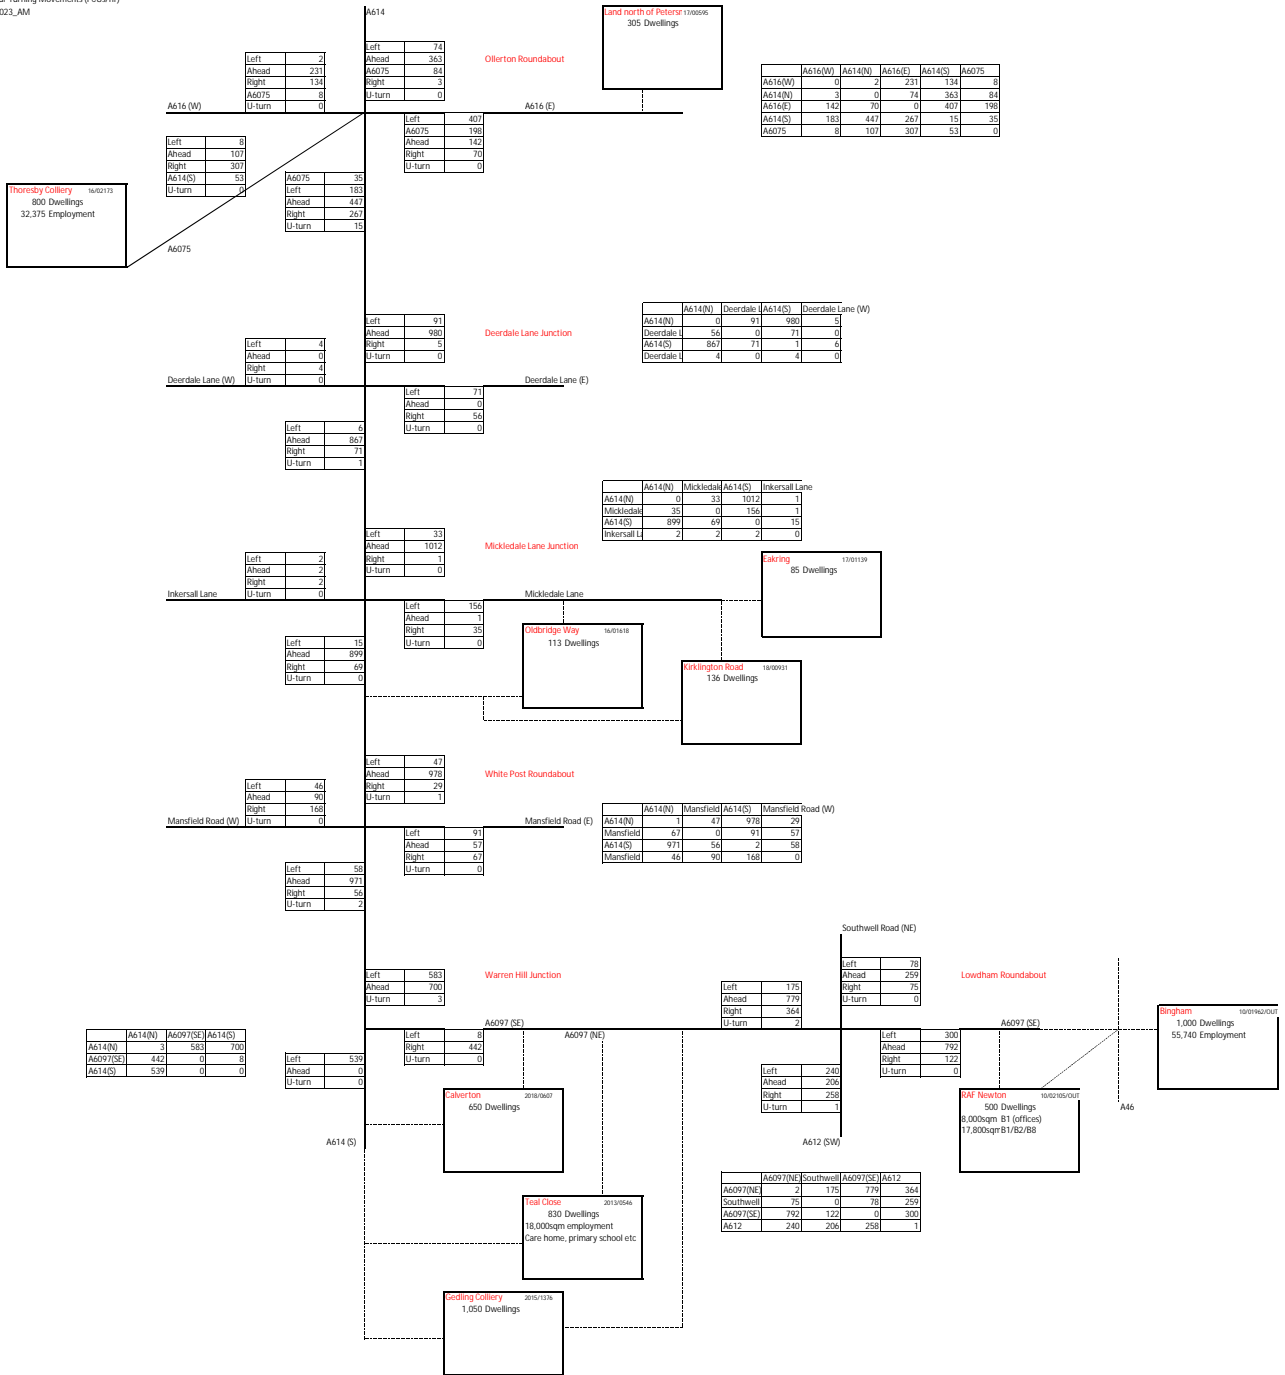 A614
Land north of Petersr 17/00595
305 Dwellings
Left 2
Ahead 231
Right 134
A6075 8
U-turn 0
Left 74
Ahead 363
A6075 84
Right 3
U-turn 0
Ollerton Roundabout
A616(W) A614(N) A616(E) A614(S) A6075
A616(W) 0 2 231 134 8
A614(N) 3 0 74 363 84
A616(E) 142 70 0 407 198
A614(S) 183 447 267 15 35
A6075 8 107 307 53 0
A616 (W)
A616 (E)
Left 407
A6075 198
Ahead 142
Right 70
U-turn 0
Left 8
Ahead 107
Right 307
A614(S) 53
U-turn 0
A6075 35
Left 183
Ahead 447
Right 267
U-turn 15
Thoresby Colliery 16/02173
800 Dwellings
32,375 Employment
A6075
Left 91
Ahead 980
Right 5
U-turn 0
Deerdale Lane Junction
A614(N) Deerdale L A614(S) Deerdale Lane (W)
A614(N) 0 91 980 5
Deerdale L 56 0 71 0
A614(S) 867 71 1 6
Deerdale L 4 0 4 0
Left 4
Ahead 0
Right 4
U-turn 0
Deerdale Lane (W)
Deerdale Lane (E)
Left 71
Ahead 0
Right 56
U-turn 0
Left 6
Ahead 867
Right 71
U-turn 1
A614(N) Mickledale A614(S) Inkersall Lane
A614(N) 0 33 1012 1
Mickledale 35 0 156 1
A614(S) 899 69 0 15
Inkersall La 2 2 2 0
Left 33
Ahead 1012
Right 1
U-turn 0
Mickledale Lane Junction
Left 2
Ahead 2
Right 2
U-turn 0
Eakring 17/01139
85 Dwellings
Inkersall Lane
Mickledale Lane
Left 156
Ahead 1
Right 35
U-turn 0
Oldbridge Way 16/01618
113 Dwellings
Left 15
Ahead 899
Right 69
U-turn 0
Kirklington Road 18/00931
136 Dwellings
Left 47
Ahead 978
Right 29
U-turn 1
White Post Roundabout
Left 46
Ahead 90
Right 168
U-turn 0
Mansfield Road (W)
Mansfield Road (E)
A614(N) Mansfield A614(S) Mansfield Road (W)
A614(N) 1 47 978 29
Mansfield 67 0 91 57
A614(S) 971 56 2 58
Mansfield 46 90 168 0
Left 91
Ahead 57
Right 67
U-turn 0
Left 58
Ahead 971
Right 56
U-turn 2
Southwell Road (NE)
Left 583
Ahead 700
U-turn 3
Warren Hill Junction
Left 175
Ahead 779
Right 364
U-turn 2
Left 78
Ahead 259
Right 75
U-turn 0
Lowdham Roundabout
A6097 (SE)
A6097 (NE)
A6097 (SE)
Bingham 10/01962/OUT
1,000 Dwellings
55,740 Employment
A614(N) A6097(SE) A614(S)
A614(N) 3 583 700
A6097(SE) 442 0 8
A614(S) 539 0 0
Left 8
Right 442
U-turn 0
Left 539
Ahead 0
U-turn 0
Left 300
Ahead 792
Right 122
U-turn 0
Left 240
Ahead 206
Right 258
U-turn 1
Calverton 2018/0607
650 Dwellings
RAF Newton 10/02105/OUT
500 Dwellings
8,000sqm B1 (offices)
17,800sqm B1/B2/B8
A46
A614 (S)
A612 (SW)
A6097(NE) Southwell A6097(SE) A612
A6097(NE) 2 175 779 364
Southwell 75 0 78 259
A6097(SE) 792 122 0 300
A612 240 206 258 1
Teal Close 2013/0546
830 Dwellings
18,000sqm employment
Care home, primary school etc
Gedling Colliery 2015/1376
1,050 Dwellings